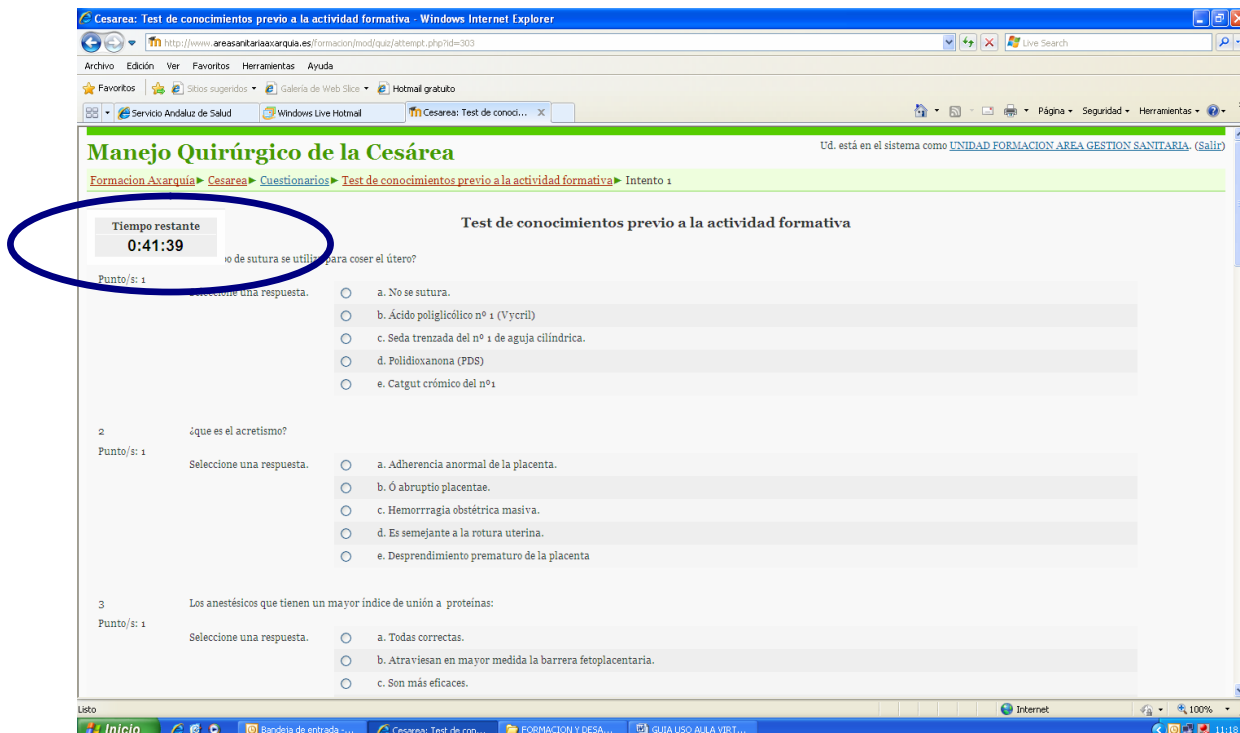 Cesarea: Test de conocimientos previo a la actividad formativa - Windows Internet Explorer
http://www.areasanitariaaxarquia.es/formacion/mod/quiz/attempt.php?id=303
Live Search
Archivo Edición Ver Favoritos Herramientas Ayuda
Favoritos Sitios sugeridos Galería de Web Slice Hotmail gratuito
Servicio Andaluz de Salud Windows Live Hotmail Cesarea: Test de conoci... X Página Seguridad Herramientas
Manejo Quirúrgico de la Cesárea
Ud. está en el sistema como UNIDAD FORMACION AREA GESTION SANITARIA. (Salir)
Formacion Axarquía► Cesarea► Cuestionarios► Test de conocimientos previo a la actividad formativa► Intento 1
Tiempo restante
0:41:39
Test de conocimientos previo a la actividad formativa
de sutura se utiliza para coser el útero?
Punto/s: 1
Seleccione una respuesta.
a. No se sutura.
b. Ácido poliglicólico nº 1 (Vycril)
c. Seda trenzada del nº 1 de aguja cilíndrica.
d. Polidioxanona (PDS)
e. Catgut crómico del nº1
2 ¿que es el acretismo?
Punto/s: 1
Seleccione una respuesta.
a. Adherencia anormal de la placenta.
b. Ó abruptio placentae.
c. Hemorrragia obstétrica masiva.
d. Es semejante a la rotura uterina.
e. Desprendimiento prematuro de la placenta
3 Los anestésicos que tienen un mayor índice de unión a proteínas:
Punto/s: 1
Seleccione una respuesta.
a. Todas correctas.
b. Atraviesan en mayor medida la barrera fetoplacentaria.
c. Son más eficaces.
Listo Internet 100%
Inicio Bandeja de entrada -... Cesarea: Test de con... FORMACION Y DESA... GUIA USO AULA VIRT... 11:18